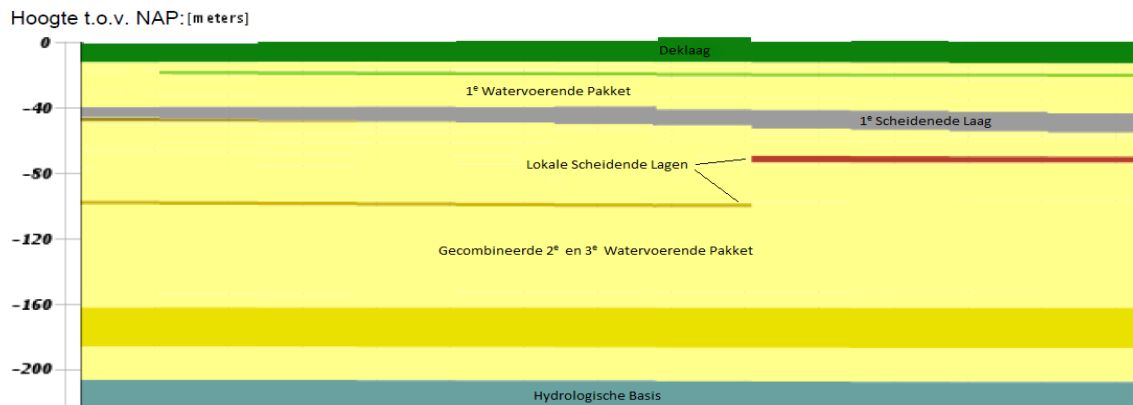 Hoogte t.o.v. NAP:[meters]
0
Deklaag
1e Watervoerende Pakket
-40
1e Scheidenede Laag
Lokale Scheidende Lagen
-50
-120
Gecombineerde 2e en 3e Watervoerende Pakket
-160
-200
Hydrologische Basis